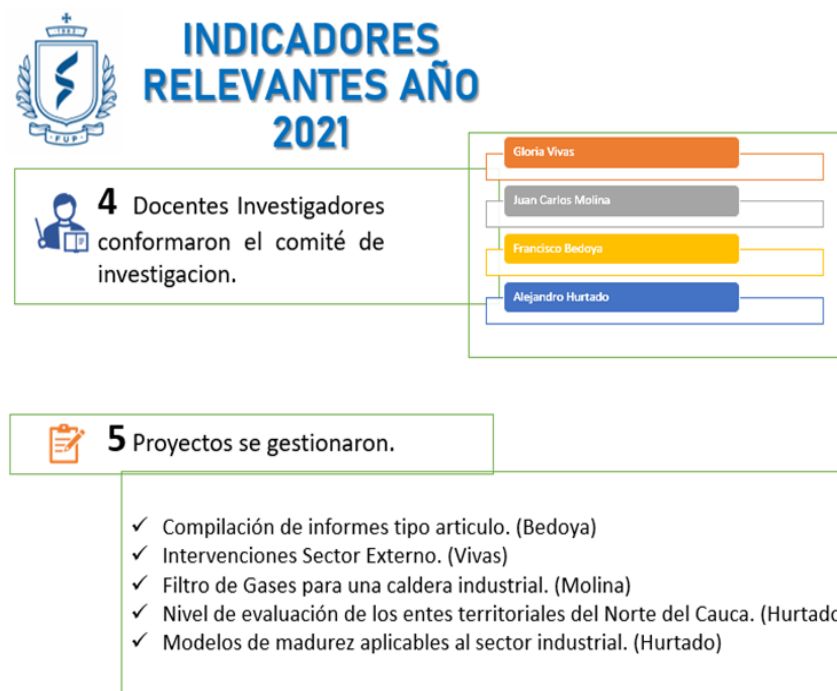 1982
FUP
INDICADORES
RELEVANTES AÑO
2021
4 Docentes Investigadores
conformaron el comité de
investigacion.
Gloria Vivas
Juan Carlos Molina
Francisco Bedoya
Alejandro Hurtado
5 Proyectos se gestionaron.
✓ Compilación de informes tipo articulo. (Bedoya)
✓ Intervenciones Sector Externo. (Vivas)
✓ Filtro de Gases para una caldera industrial. (Molina)
✓ Nivel de evaluación de los entes territoriales del Norte del Cauca. (Hurtado
✓ Modelos de madurez aplicables al sector industrial. (Hurtado)